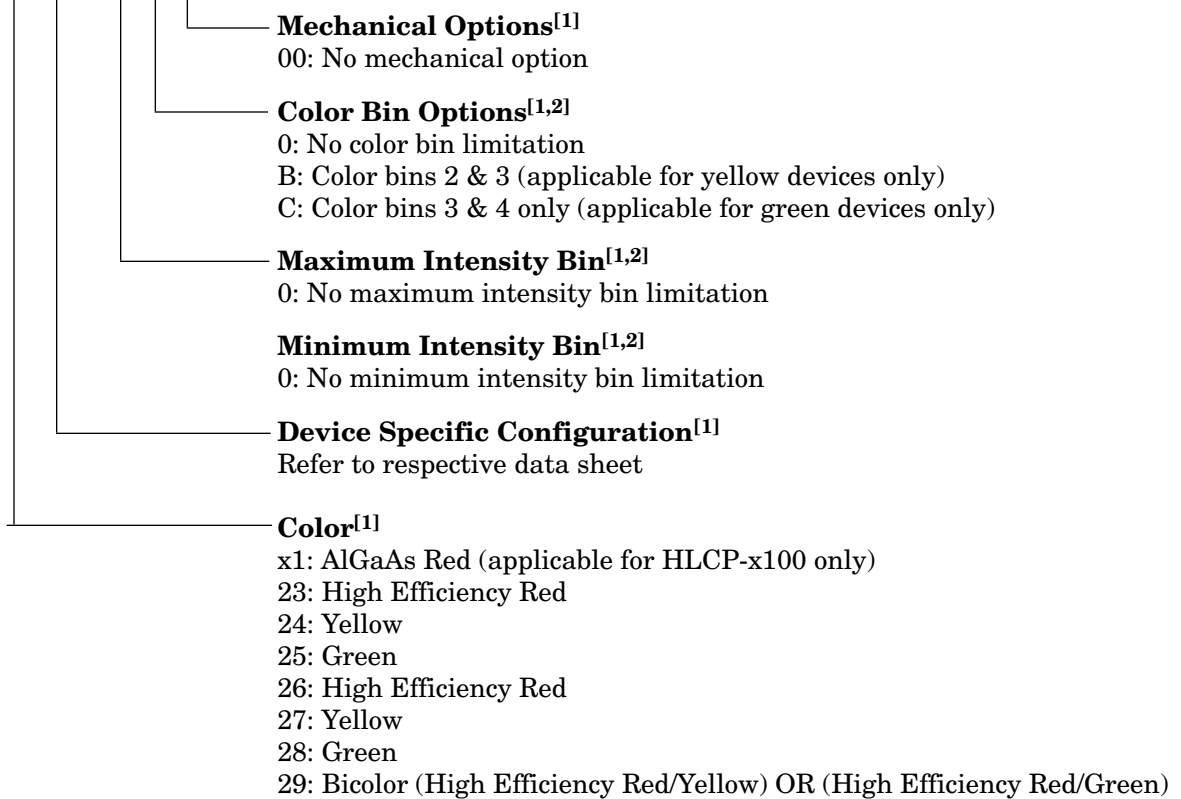 Mechanical Options[1]
00: No mechanical option
Color Bin Options[1,2]
0: No color bin limitation
B: Color bins 2 & 3 (applicable for yellow devices only)
C: Color bins 3 & 4 only (applicable for green devices only)
Maximum Intensity Bin[1,2]
0: No maximum intensity bin limitation
Minimum Intensity Bin[1,2]
0: No minimum intensity bin limitation
Device Specific Configuration[1]
Refer to respective data sheet
Color[1]
x1: AlGaAs Red (applicable for HLCP-x100 only)
23: High Efficiency Red
24: Yellow
25: Green
26: High Efficiency Red
27: Yellow
28: Green
29: Bicolor (High Efficiency Red/Yellow) OR (High Efficiency Red/Green)